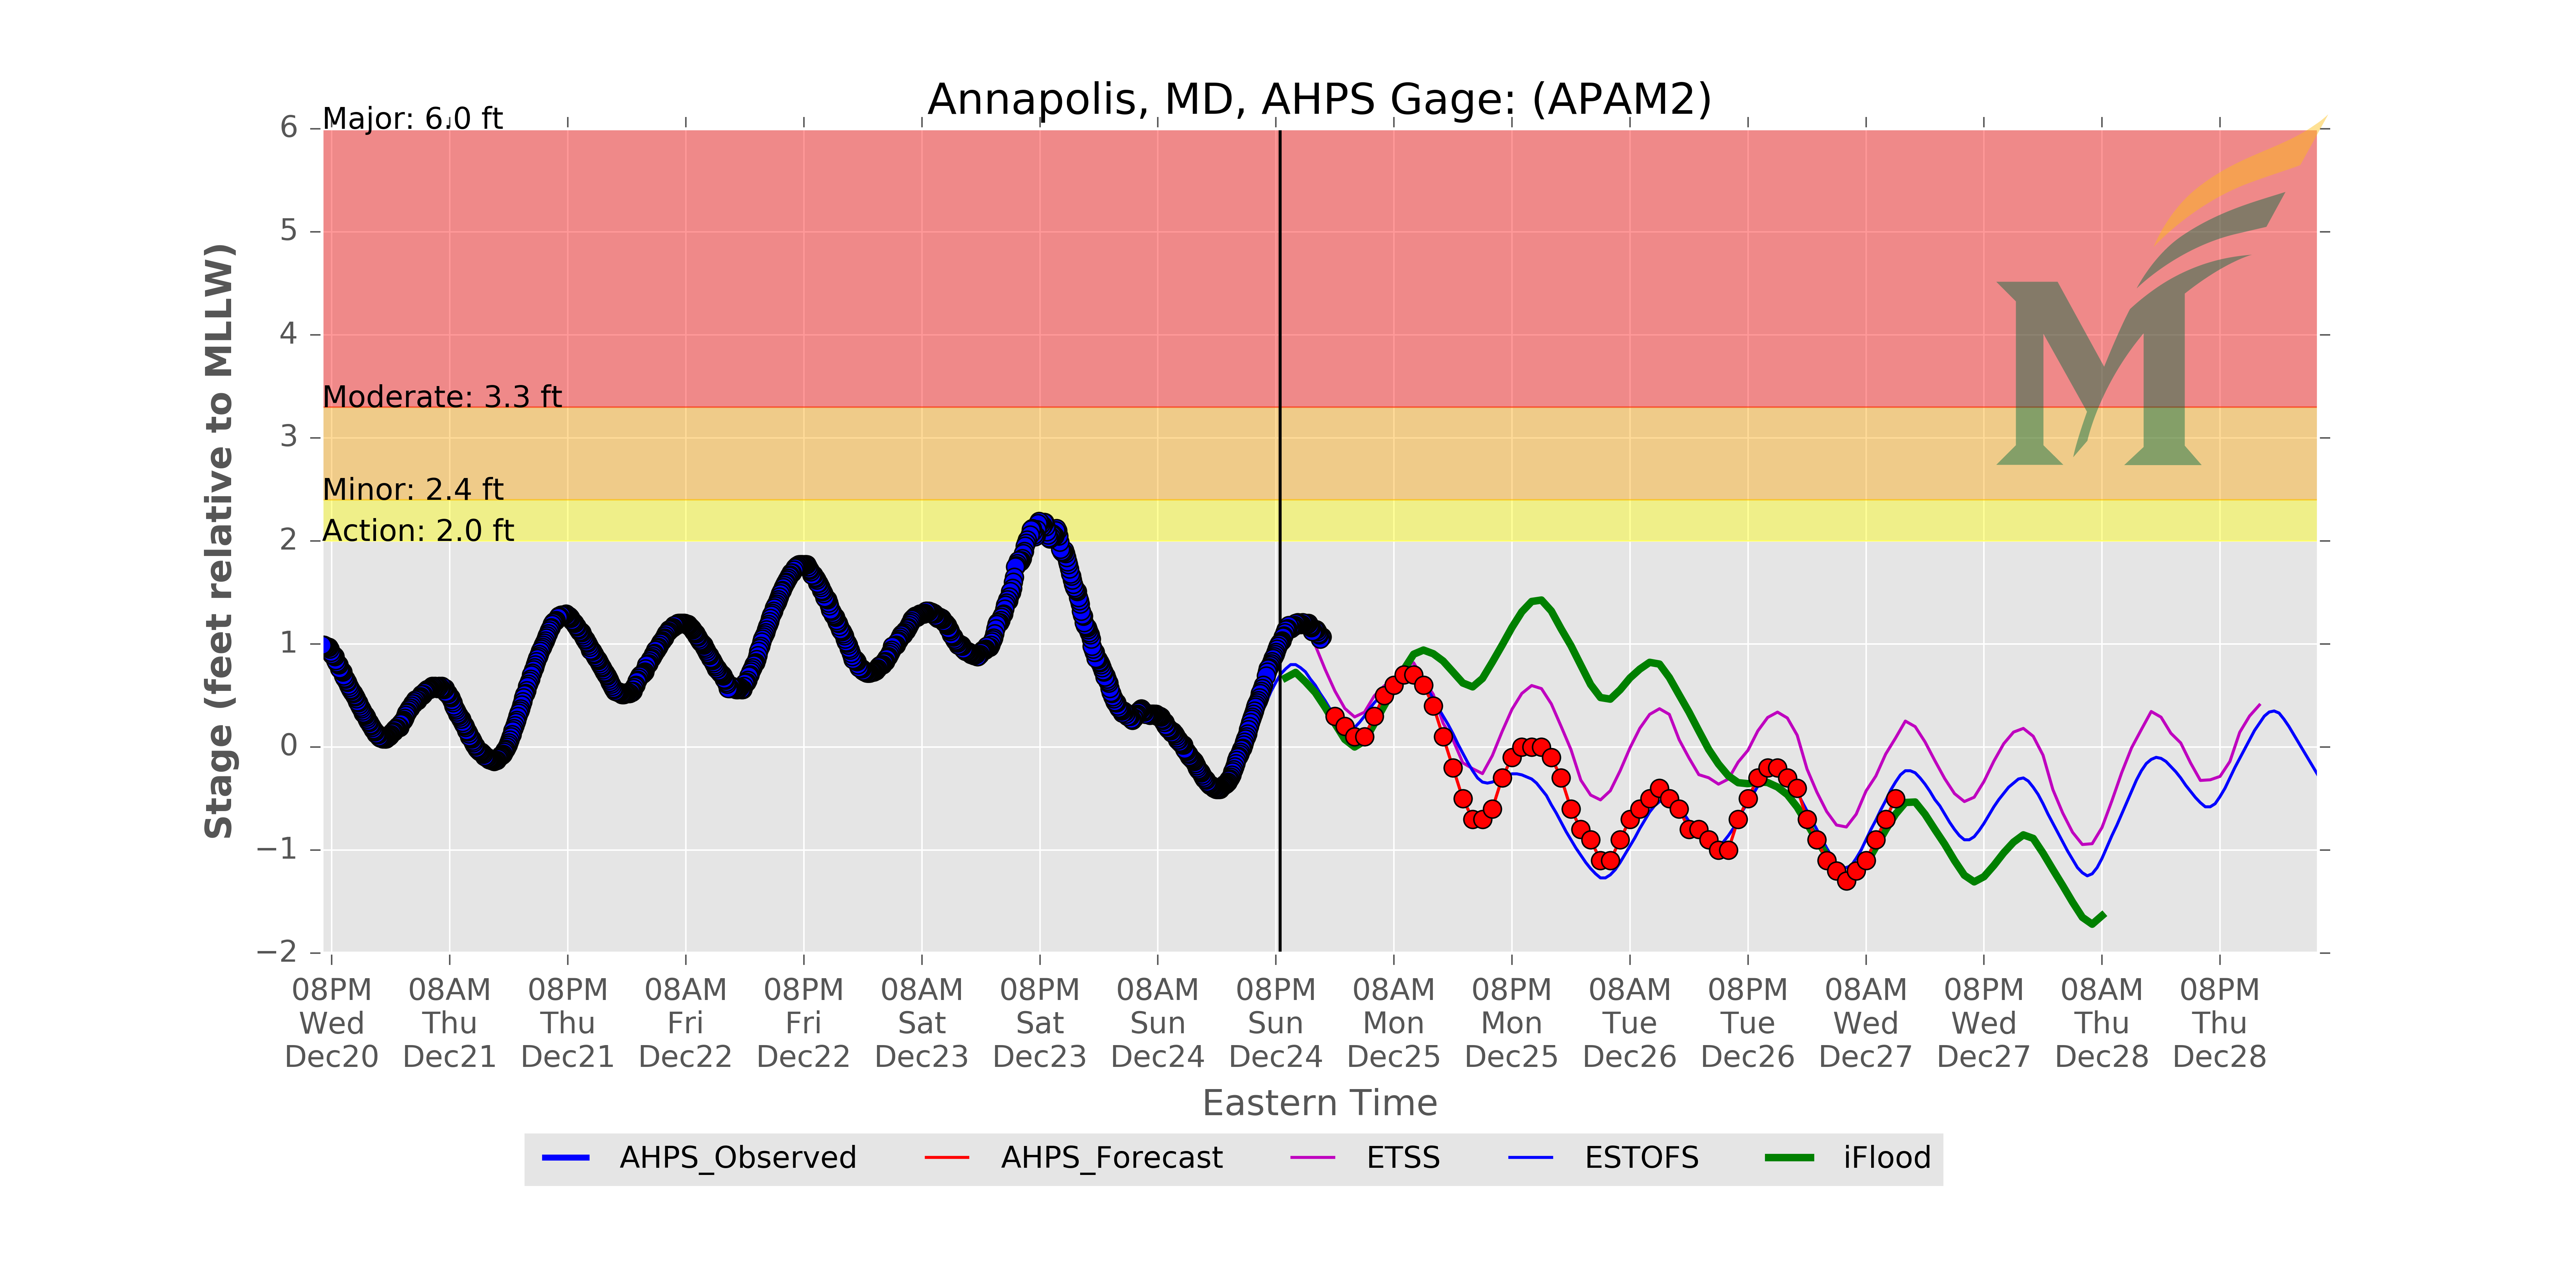 Annapolis, MD, AHPS Gage: (APAM2)
Major: 6.0 ft
Moderate: 3.3 ft
Minor: 2.4 ft
Action: 2.0 ft
6
5
4
3
2
1
0
−1
−2
Stage (feet relative to MLLW)
08PM 08AM 08PM 08AM 08PM 08AM 08PM 08AM 08PM 08AM 08PM 08AM 08PM 08AM 08PM 08AM 08PM
Wed Thu Thu Fri Fri Sat Sat Sun Sun Mon Mon Tue Tue Wed Wed Thu Thu
Dec20 Dec21 Dec21 Dec22 Dec22 Dec23 Dec23 Dec24 Dec24 Dec25 Dec25 Dec26 Dec26 Dec27 Dec27 Dec28 Dec28
Eastern Time
AHPS_Observed AHPS_Forecast ETSS ESTOFS iFlood
M